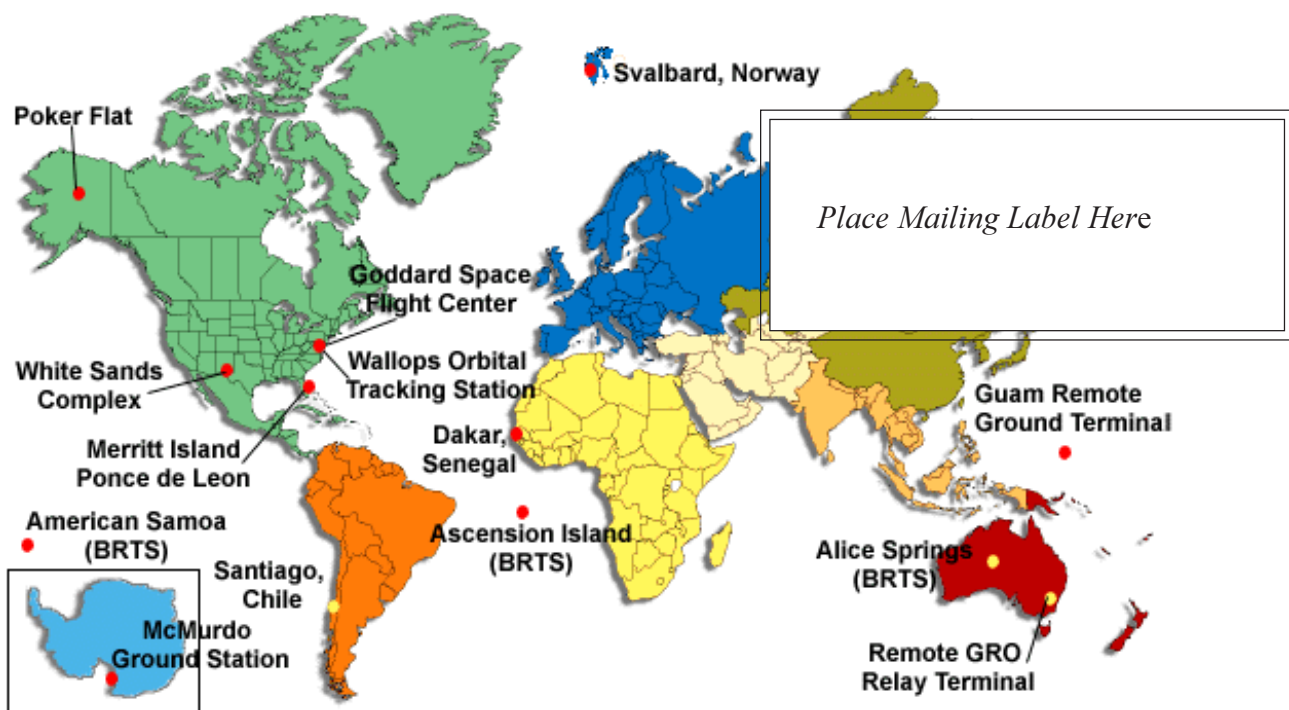 Svalbard, Norway
Poker Flat
Place Mailing Label Here
Goddard Space
Flight Center
White Sands
Complex
Wallops Orbital
Tracking Station
Guam Remote
Ground Terminal
Merritt Island
Ponce de Leon
Dakar,
Senegal
American Samoa
(BRTS)
Ascension Island
(BRTS)
Alice Springs
(BRTS)
Santiago,
Chile
McMurdo
Ground Station
Remote GRO
Relay Terminal